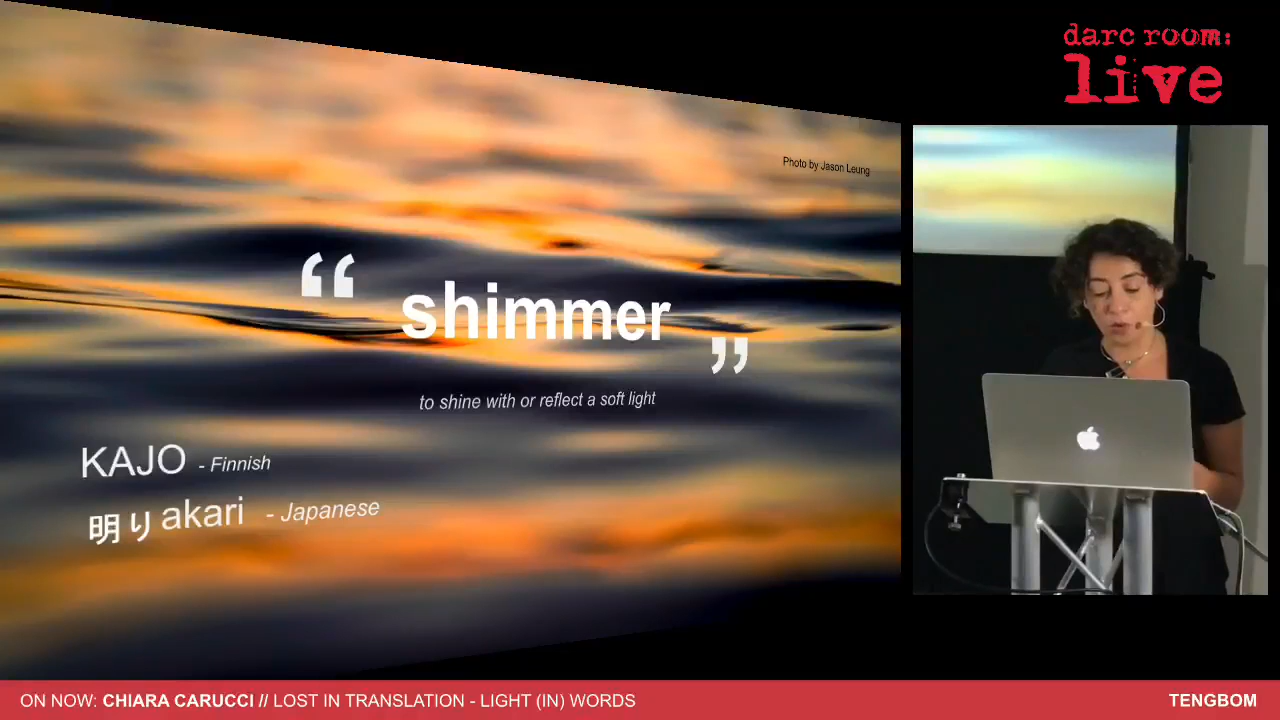 darc room:
live
Photo by Jason Leung
“ shimmer ”
to shine with or reflect a soft light
KAJO - Finnish
明り akari - Japanese
ON NOW: CHIARA CARUCCI // LOST IN TRANSLATION - LIGHT (IN) WORDS
TENGBOM